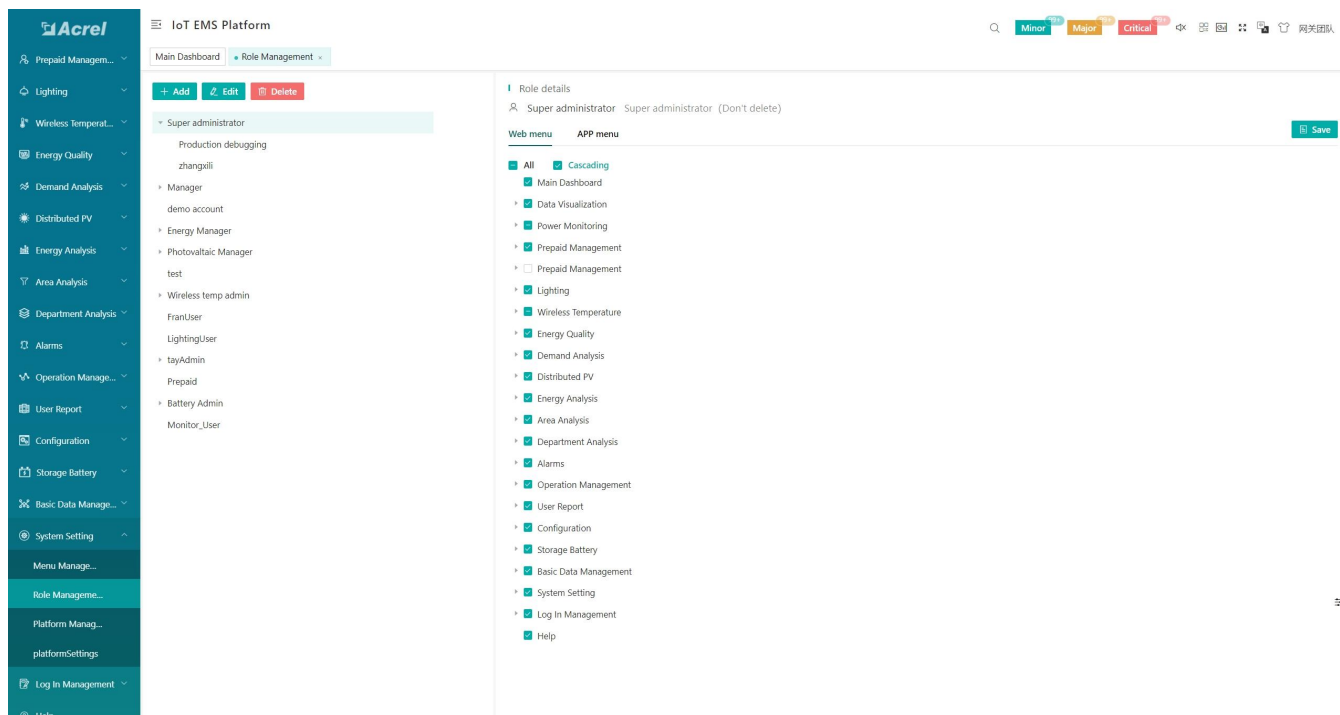 Acrel
IoT EMS Platform
Minor
99+
Major
99+
Critical
99+
网关团队
Main Dashboard
Role Management ×
Prepaid Managem...
Lighting
Wireless Temperat...
Energy Quality
Demand Analysis
Distributed PV
Energy Analysis
Area Analysis
Department Analysis
Alarms
Operation Manage...
User Report
Configuration
Storage Battery
Basic Data Manage...
System Setting
Menu Manage...
Role Manageme...
Platform Manag...
platformSettings
Log In Management
+ Add
Edit
Delete
Super administrator
Production debugging
zhangxili
Manager
demo account
Energy Manager
Photovaltaic Manager
test
Wireless temp admin
FranUser
LightingUser
tayAdmin
Prepaid
Battery Admin
Monitor_User
Role details
Super administrator Super administrator (Don't delete)
Web menu
APP menu
Save
All
Cascading
Main Dashboard
Data Visualization
Power Monitoring
Prepaid Management
Prepaid Management
Lighting
Wireless Temperature
Energy Quality
Demand Analysis
Distributed PV
Energy Analysis
Area Analysis
Department Analysis
Alarms
Operation Management
User Report
Configuration
Storage Battery
Basic Data Management
System Setting
Log In Management
Help